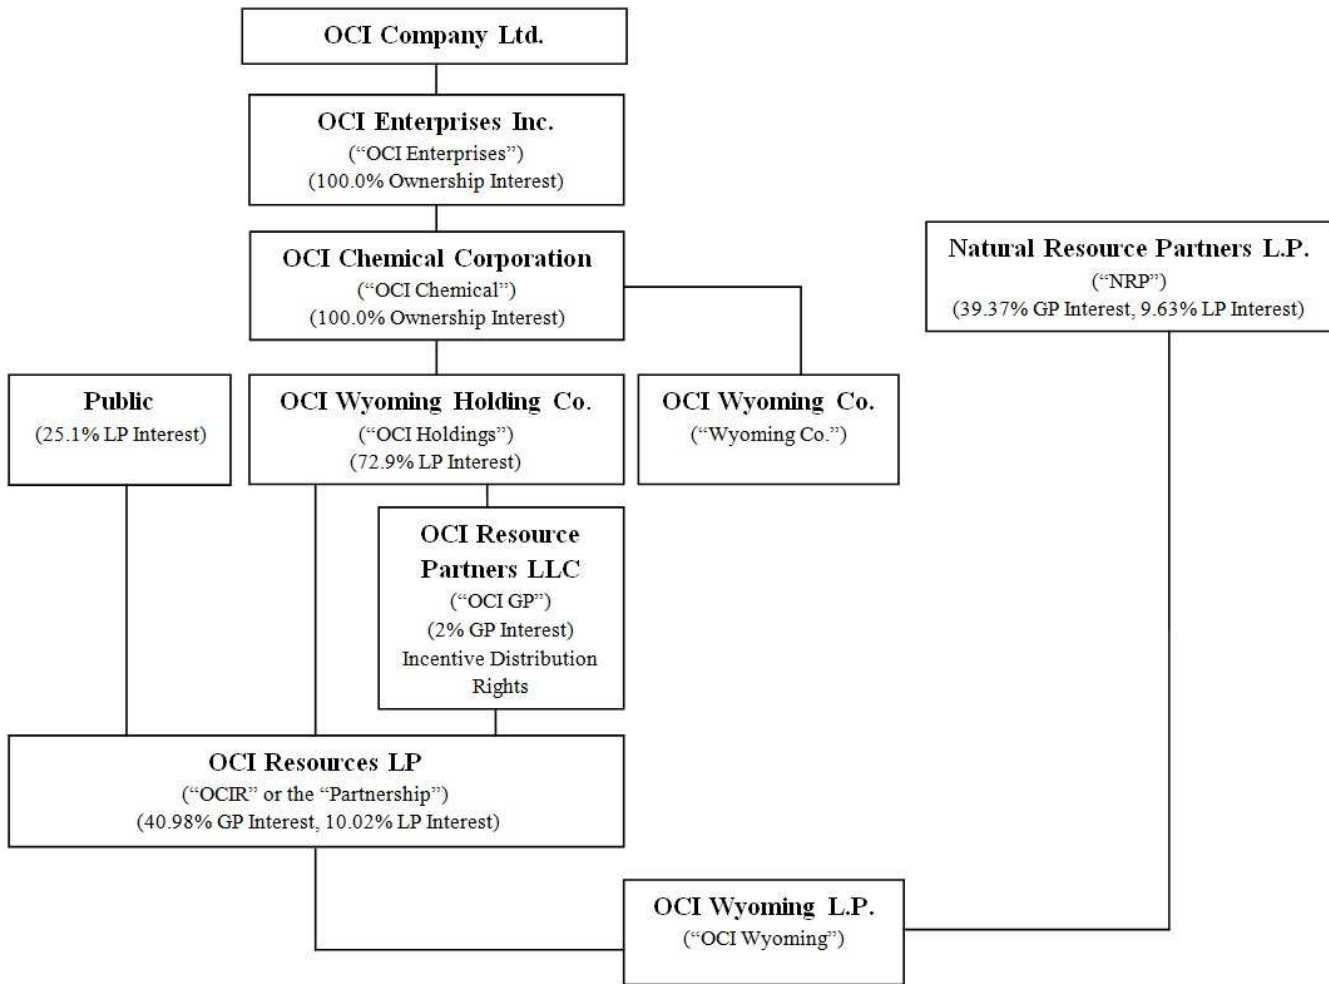 OCI Company Ltd.
OCI Enterprises Inc.
(“OCI Enterprises”)
(100.0% Ownership Interest)
OCI Chemical Corporation
(“OCI Chemical”)
(100.0% Ownership Interest)
Natural Resource Partners L.P.
(“NRP”)
(39.37% GP Interest, 9.63% LP Interest)
Public
(25.1% LP Interest)
OCI Wyoming Holding Co.
(“OCI Holdings”)
(72.9% LP Interest)
OCI Wyoming Co.
(“Wyoming Co.”)
OCI Resource
Partners LLC
(“OCI GP”)
(2% GP Interest)
Incentive Distribution
Rights
OCI Resources LP
(“OCIR” or the “Partnership”)
(40.98% GP Interest, 10.02% LP Interest)
OCI Wyoming L.P.
(“OCI Wyoming”)